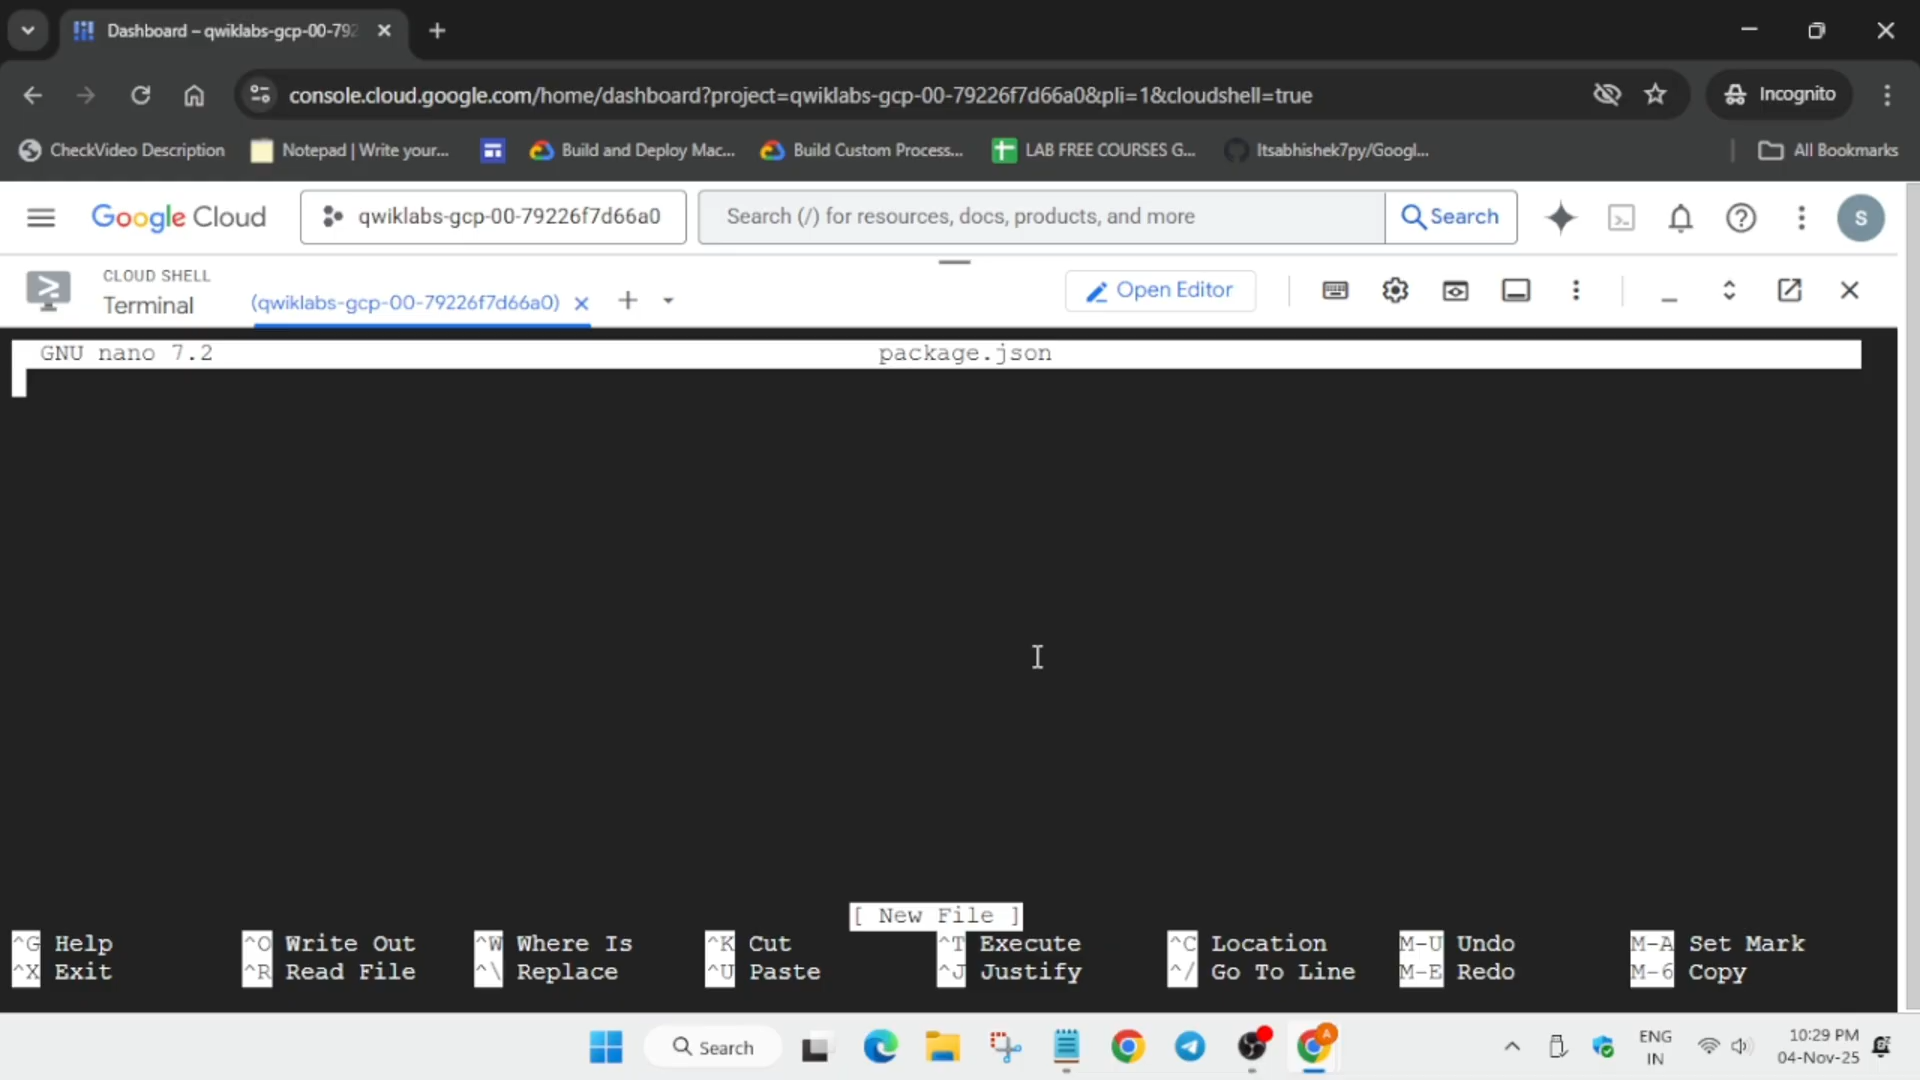 Dashboard – qwiklabs-gcp-00-792
console.cloud.google.com/home/dashboard?project=qwiklabs-gcp-00-79226f7d66a0&pli=1&cloudshell=true
Incognito
CheckVideo Description
Notepad | Write your...
Build and Deploy Mac...
Build Custom Process...
LAB FREE COURSES G...
Itsabhishek7py/Googl...
All Bookmarks
Google Cloud
qwiklabs-gcp-00-79226f7d66a0
Search (/) for resources, docs, products, and more
Search
S
CLOUD SHELL
Terminal
(qwiklabs-gcp-00-79226f7d66a0)
Open Editor
GNU nano 7.2 package.json
[ New File ]
^G Help ^O Write Out ^W Where Is ^K Cut ^T Execute ^C Location M-U Undo M-A Set Mark
^X Exit ^R Read File ^\ Replace ^U Paste ^J Justify ^/ Go To Line M-E Redo M-6 Copy
Search
A
ENG
IN
10:29 PM
04-Nov-25